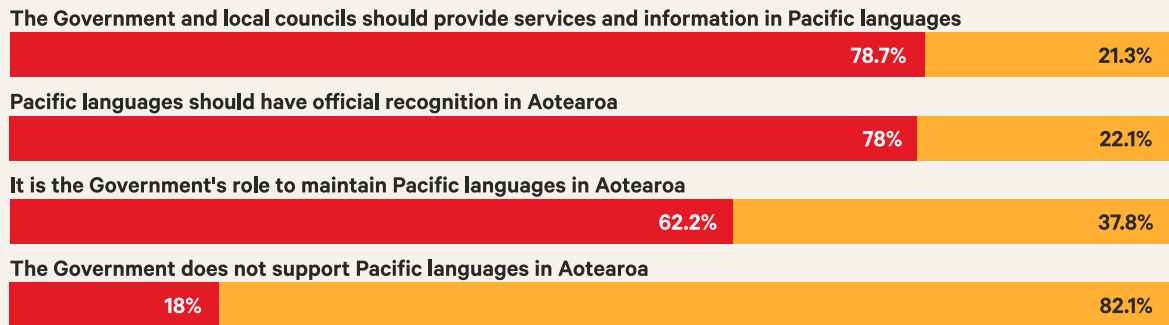 The Government and local councils should provide services and information in Pacific languages
78.7% 21.3%
Pacific languages should have official recognition in Aotearoa
78% 22.1%
It is the Government's role to maintain Pacific languages in Aotearoa
62.2% 37.8%
The Government does not support Pacific languages in Aotearoa
18% 82.1%